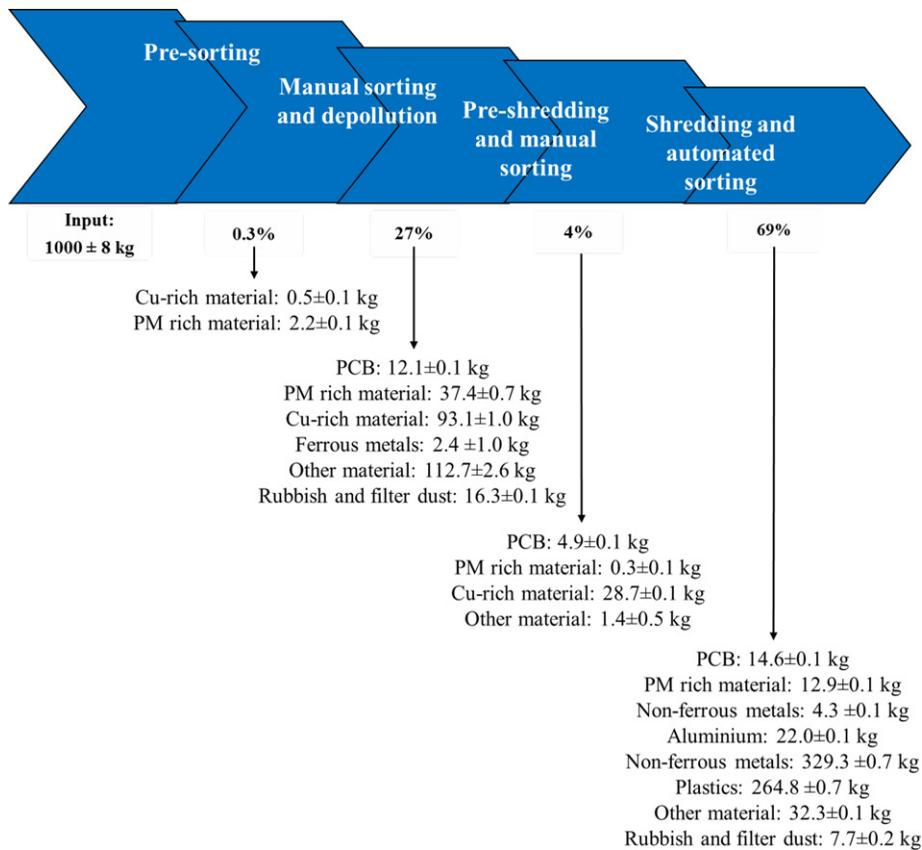 Pre-sorting
Manual sorting
and depollution
Pre-shredding
and manual
sorting
Shredding and
automated
sorting
Input:
1000 ± 8 kg
0.3%
27%
4%
69%
Cu-rich material: 0.5±0.1 kg
PM rich material: 2.2±0.1 kg
PCB: 12.1±0.1 kg
PM rich material: 37.4±0.7 kg
Cu-rich material: 93.1±1.0 kg
Ferrous metals: 2.4 ±1.0 kg
Other material: 112.7±2.6 kg
Rubbish and filter dust: 16.3±0.1 kg
PCB: 4.9±0.1 kg
PM rich material: 0.3±0.1 kg
Cu-rich material: 28.7±0.1 kg
Other material: 1.4±0.5 kg
PCB: 14.6±0.1 kg
PM rich material: 12.9±0.1 kg
Non-ferrous metals: 4.3 ±0.1 kg
Aluminium: 22.0±0.1 kg
Non-ferrous metals: 329.3 ±0.7 kg
Plastics: 264.8 ±0.7 kg
Other material: 32.3±0.1 kg
Rubbish and filter dust: 7.7±0.2 kg